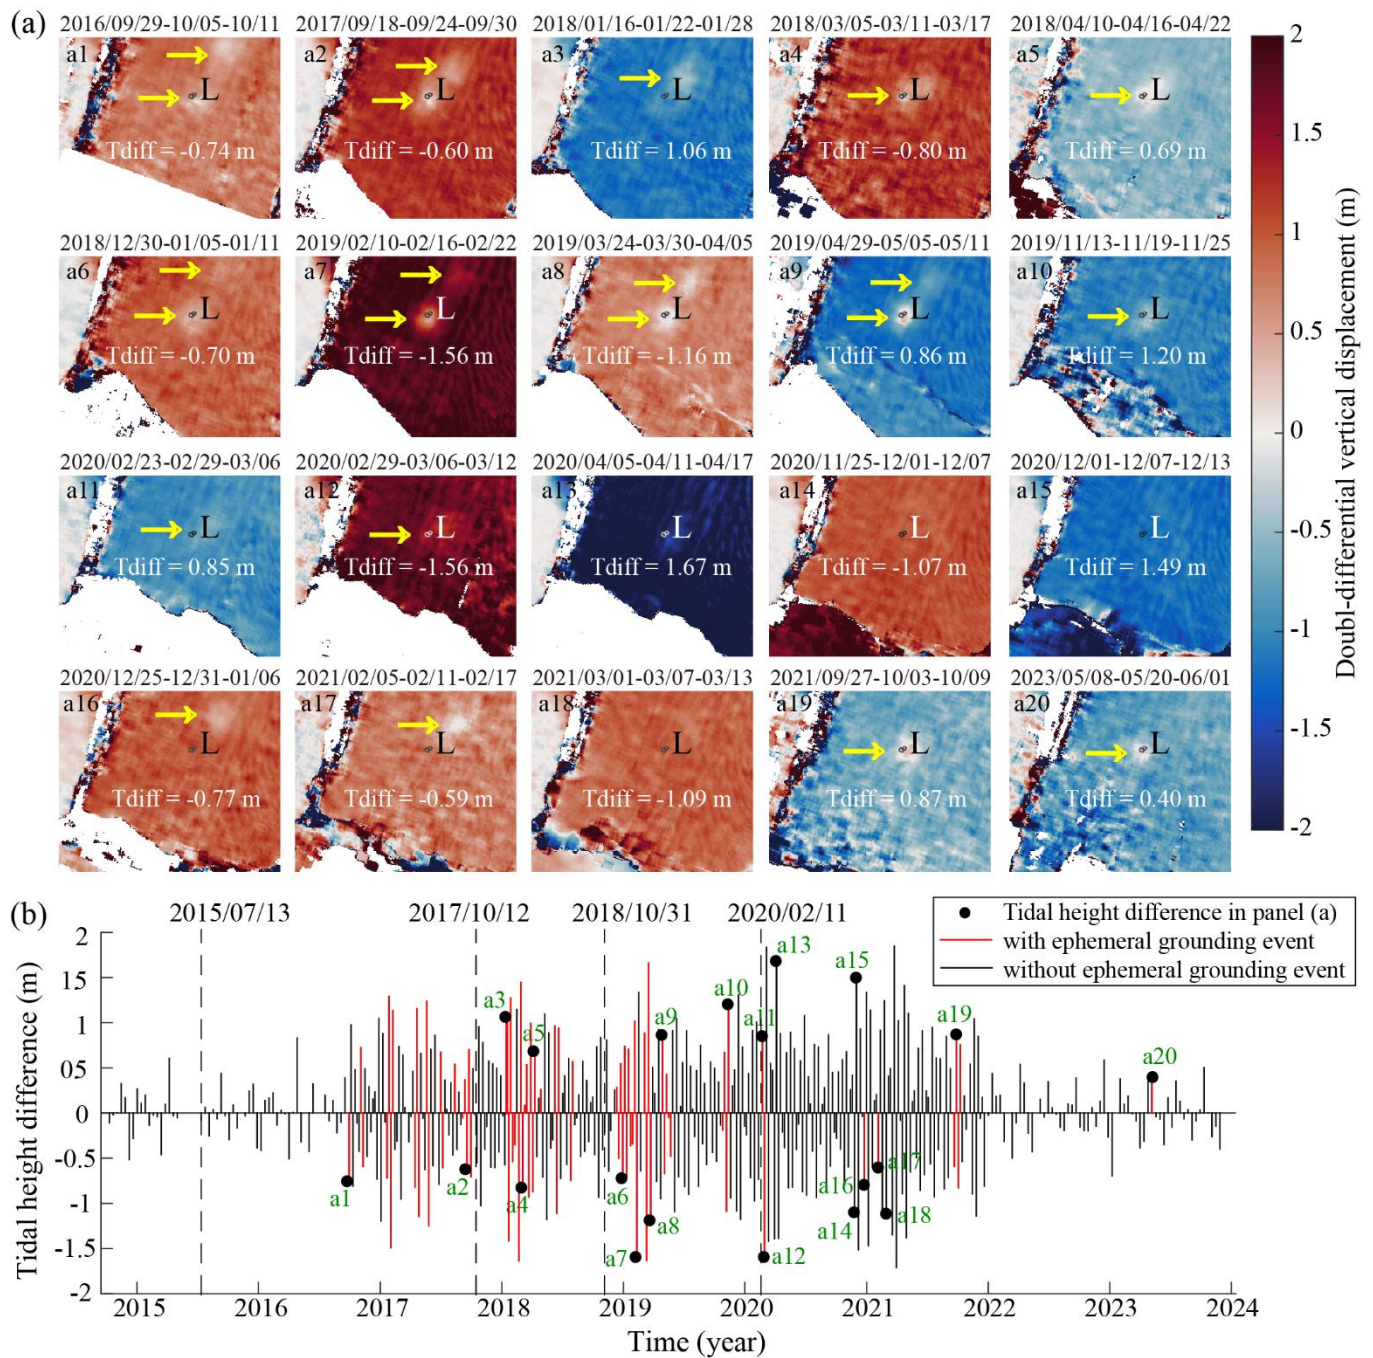 (a)
2016/09/29-10/05-10/11 2017/09/18-09/24-09/30 2018/01/16-01/22-01/28 2018/03/05-03/11-03/17 2018/04/10-04/16-04/22
a1 L Tdiff = -0.74 m
a2 L Tdiff = -0.60 m
a3 L Tdiff = 1.06 m
a4 L Tdiff = -0.80 m
a5 L Tdiff = 0.69 m
2018/12/30-01/05-01/11 2019/02/10-02/16-02/22 2019/03/24-03/30-04/05 2019/04/29-05/05-05/11 2019/11/13-11/19-11/25
a6 L Tdiff = -0.70 m
a7 L Tdiff = -1.56 m
a8 L Tdiff = -1.16 m
a9 L Tdiff = 0.86 m
a10 L Tdiff = 1.20 m
2020/02/23-02/29-03/06 2020/02/29-03/06-03/12 2020/04/05-04/11-04/17 2020/11/25-12/01-12/07 2020/12/01-12/07-12/13
a11 L Tdiff = 0.85 m
a12 L Tdiff = -1.56 m
a13 L Tdiff = 1.67 m
a14 L Tdiff = -1.07 m
a15 L Tdiff = 1.49 m
2020/12/25-12/31-01/06 2021/02/05-02/11-02/17 2021/03/01-03/07-03/13 2021/09/27-10/03-10/09 2023/05/08-05/20-06/01
a16 L Tdiff = -0.77 m
a17 L Tdiff = -0.59 m
a18 L Tdiff = -1.09 m
a19 L Tdiff = 0.87 m
a20 L Tdiff = 0.40 m
2
1.5
1
0.5
0
-0.5
-1
-1.5
-2
Doubl-differential vertical displacement (m)
(b)
2015/07/13 2017/10/12 2018/10/31 2020/02/11
Tidal height difference in panel (a)
with ephemeral grounding event
without ephemeral grounding event
2
15
1
05
0
-0.5
-1
-1.5
-2
Tidal height difference (m)
a1
a2
a3
a4
a5
a6
a7
a8
a9
a10
a11
a12
a13
a14
a15
a16
a17
a18
a19
a20
2015 2016 2017 2018 2019 2020 2021 2022 2023 2024
Time (year)